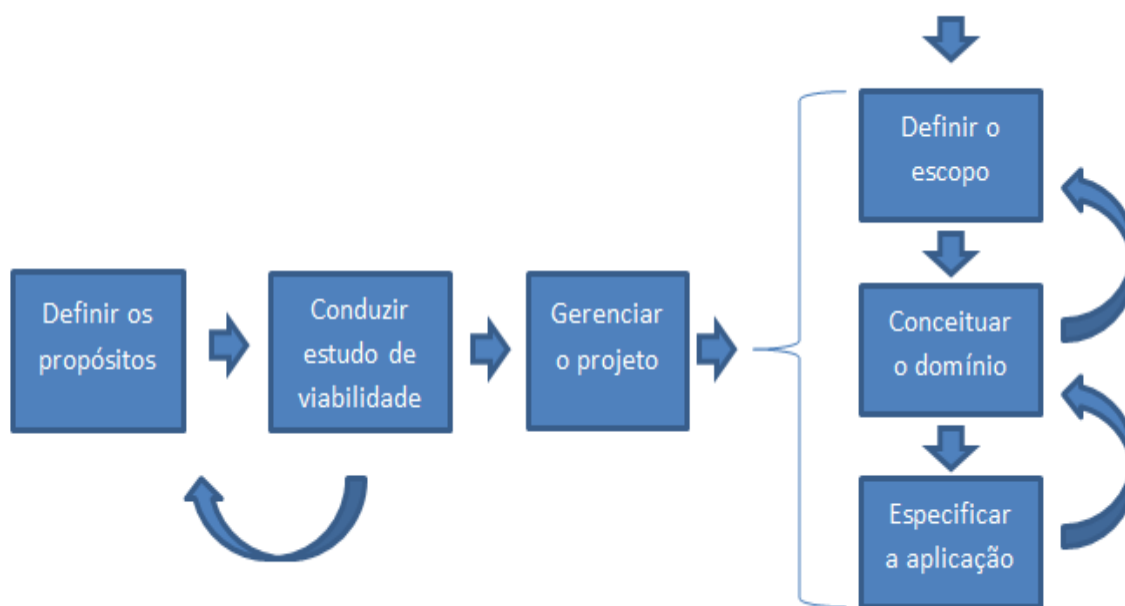 Definir os
propósitos
Conduzir
estudo de
viabilidade
Gerenciar
o projeto
Definir o
escopo
Conceituar
o domínio
Especificar
a aplicação